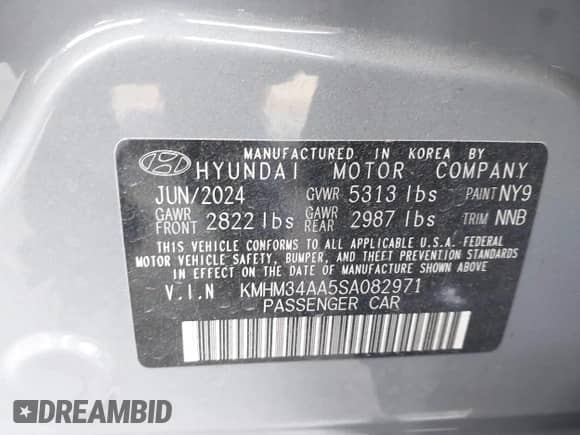 MANUFACTURED IN KOREA BY
HYUNDAI MOTOR COMPANY
JUN/2024 GVWR 5313 lbs PAINT NY9
GAWR FRONT 2822 lbs GAWR REAR 2987 lbs TRIM NNB
THIS VEHICLE CONFORMS TO ALL APPLICABLE U.S.A. FEDERAL
MOTOR VEHICLE SAFETY, BUMPER, AND THEFT PREVENTION STANDARDS
IN EFFECT ON THE DATE OF MANUFACTURE SHOWN ABOVE
V.I.N KMHM34AA5SA082971
PASSENGER CAR
DREAMBID